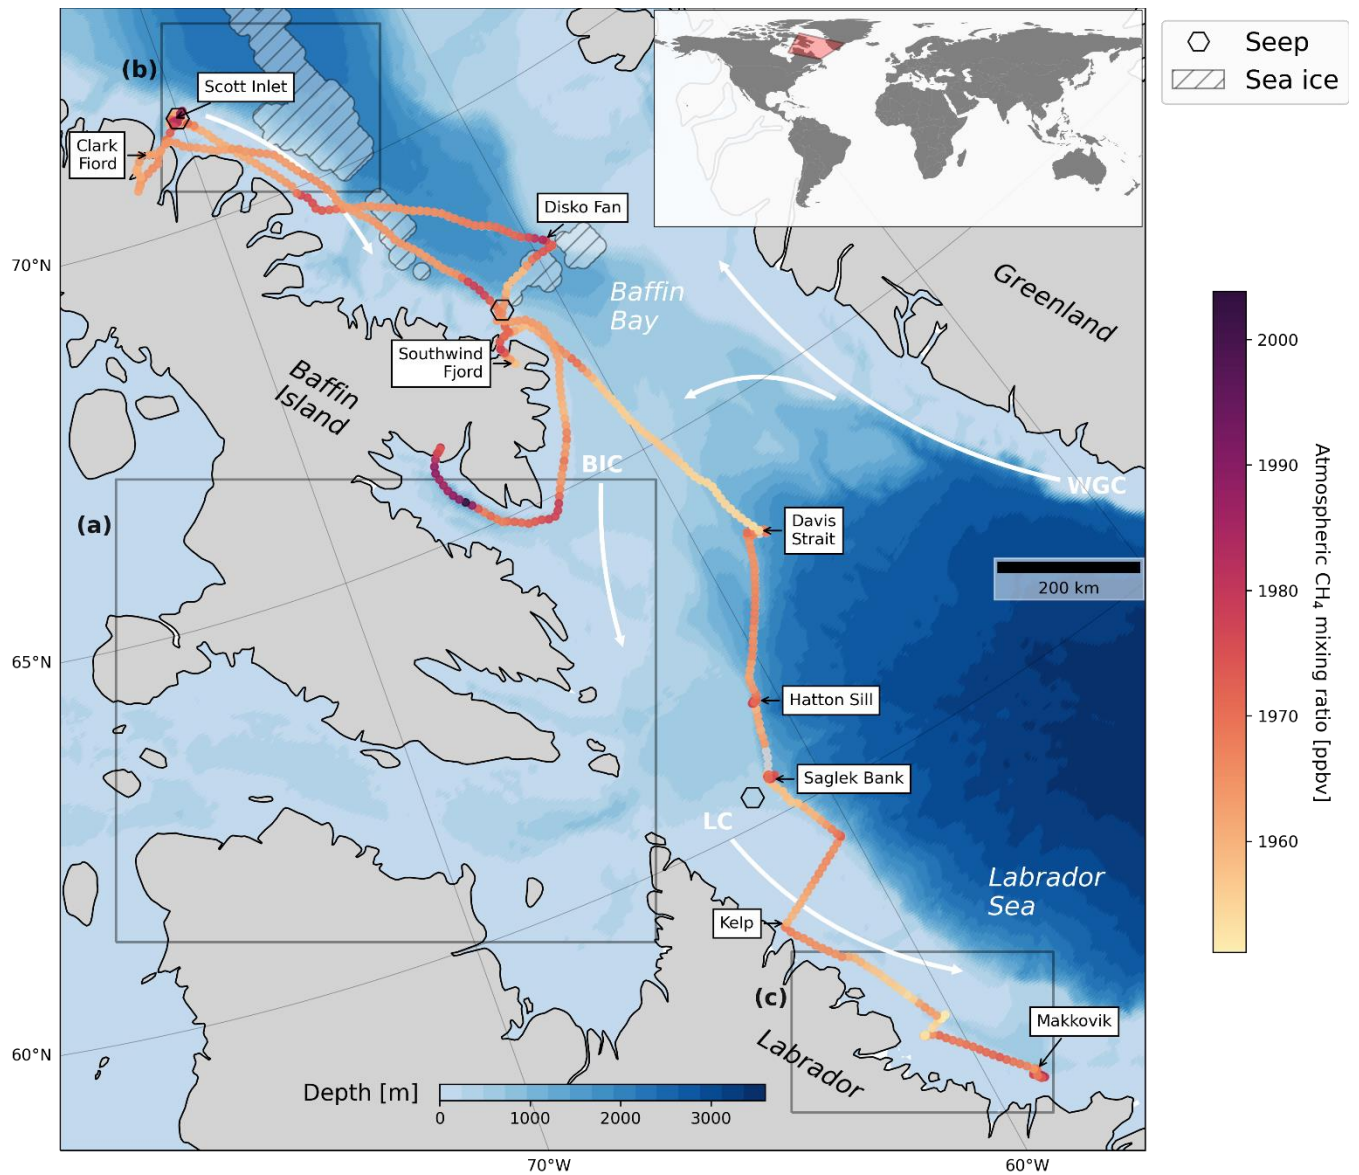 Seep
Sea ice
(b)
Scott Inlet
Clark
Fiord
Disko Fan
70°N
Baffin
Bay
Greenland
Southwind
Fjord
Baffin
Island
BIC
WGC
(a)
Davis
Strait
200 km
65°N
Hatton Sill
Saglek Bank
LC
Labrador
Sea
Kelp
(c)
Makkovik
Labrador
60°N
Depth [m]
0 1000 2000 3000
70°W 60°W
2000
1990
1980
1970
1960
Atmospheric CH₄ mixing ratio [ppbv]